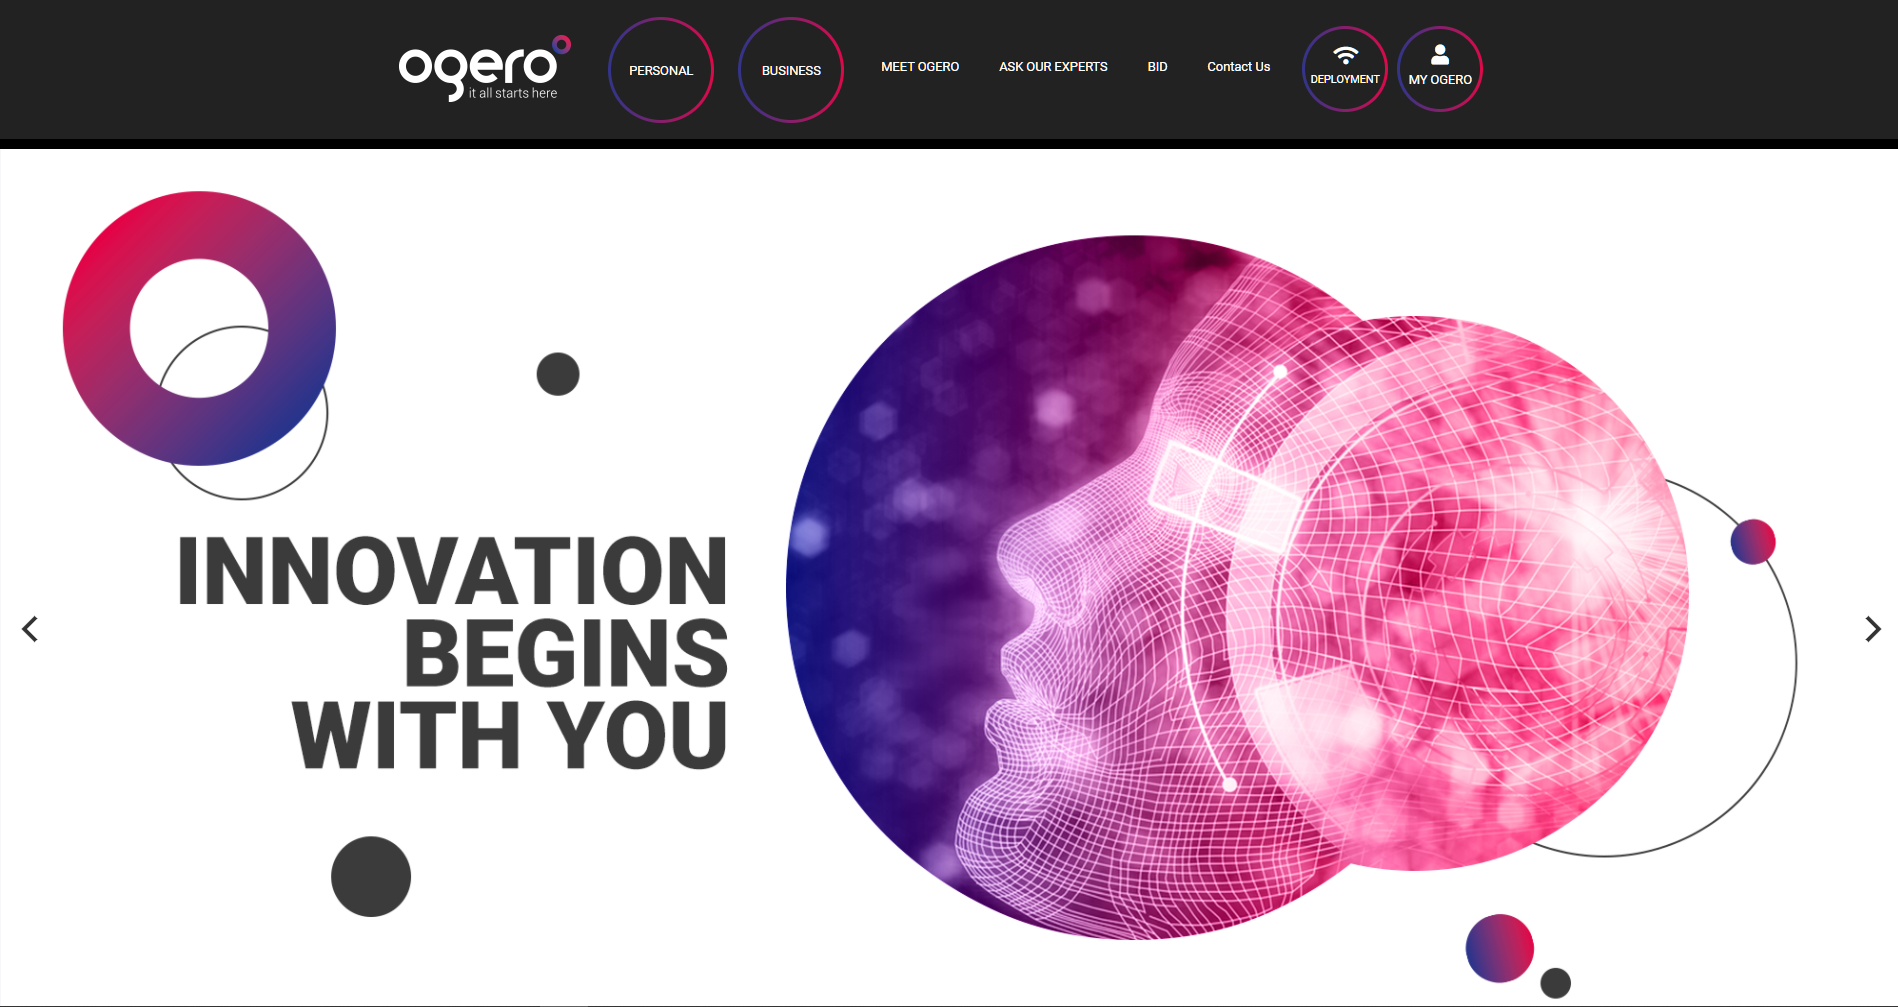 ogero
it all starts here
PERSONAL
BUSINESS
MEET OGERO
ASK OUR EXPERTS
BID
Contact Us
DEPLOYMENT
MY OGERO
INNOVATION
BEGINS
WITH YOU